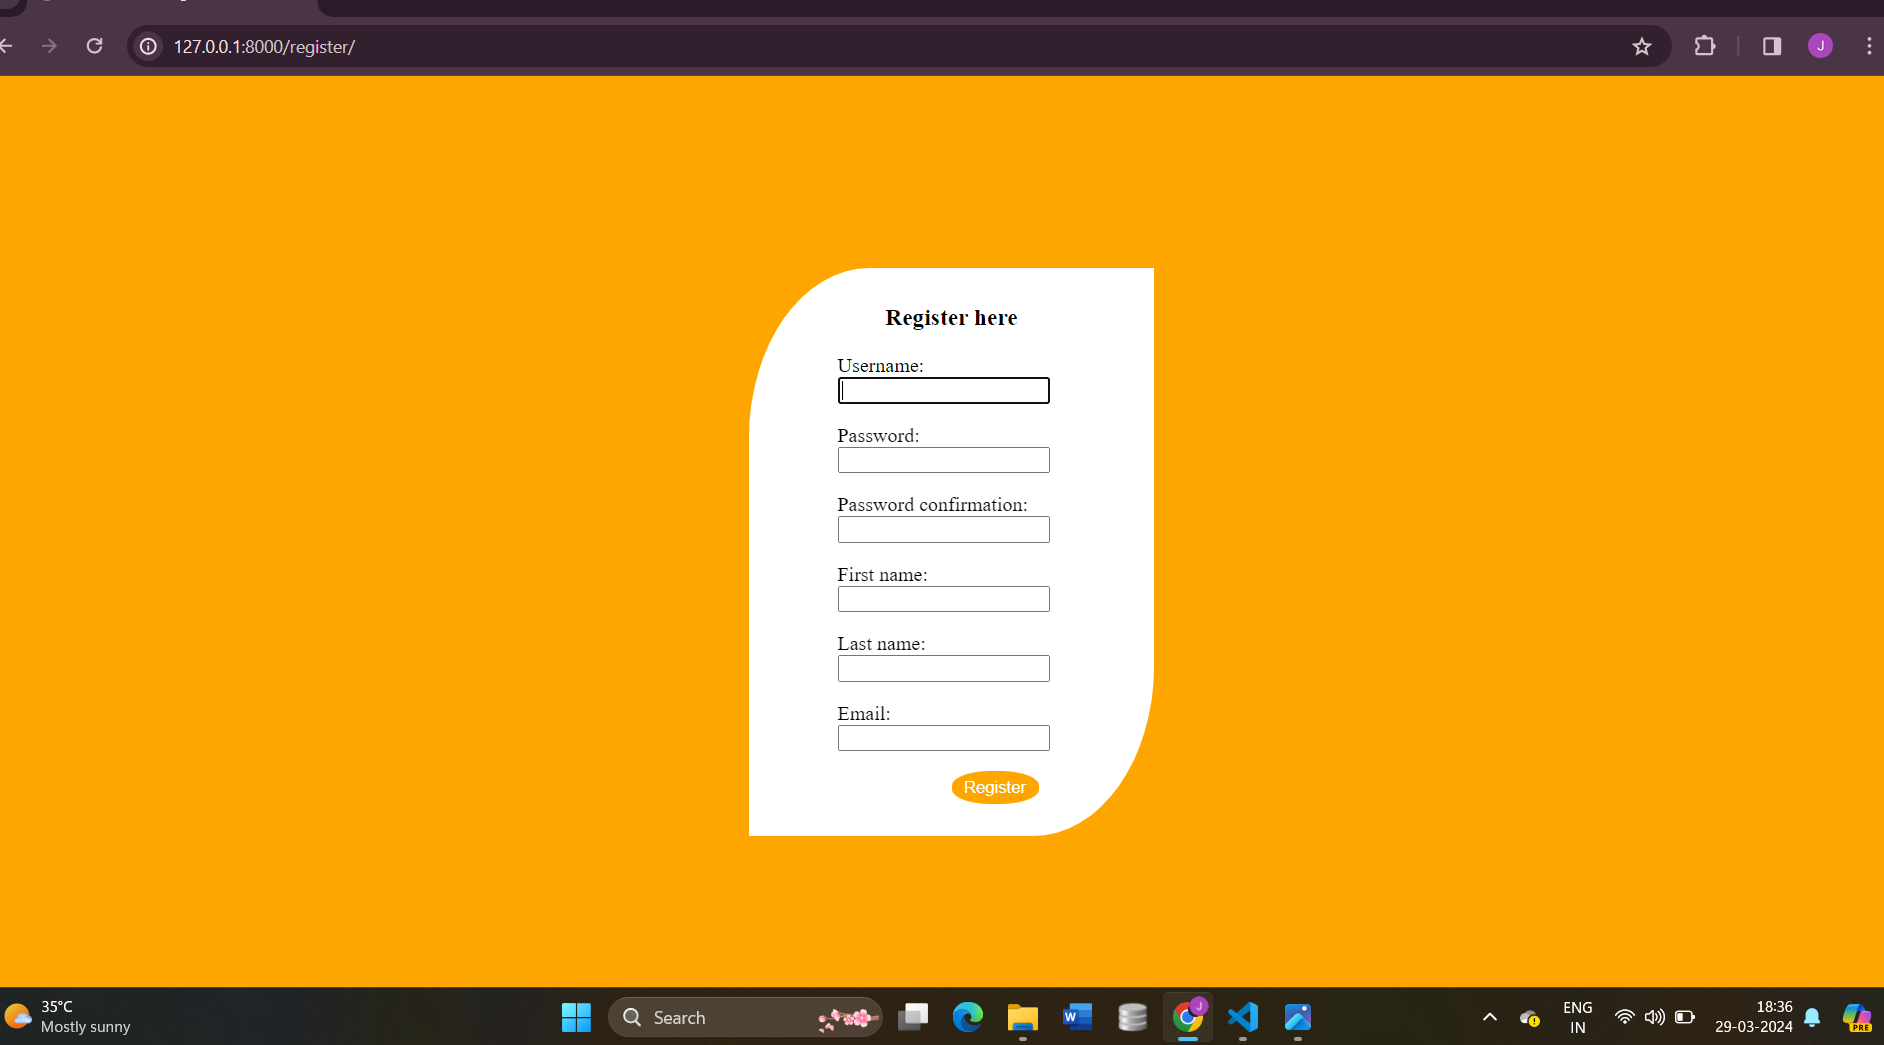 127.0.0.1:8000/register/
J
Register here
Username:
Password:
Password confirmation:
First name:
Last name:
Email:
Register
35°C
Mostly sunny
Search
W
J
ENG
IN
18:36
29-03-2024
PRE